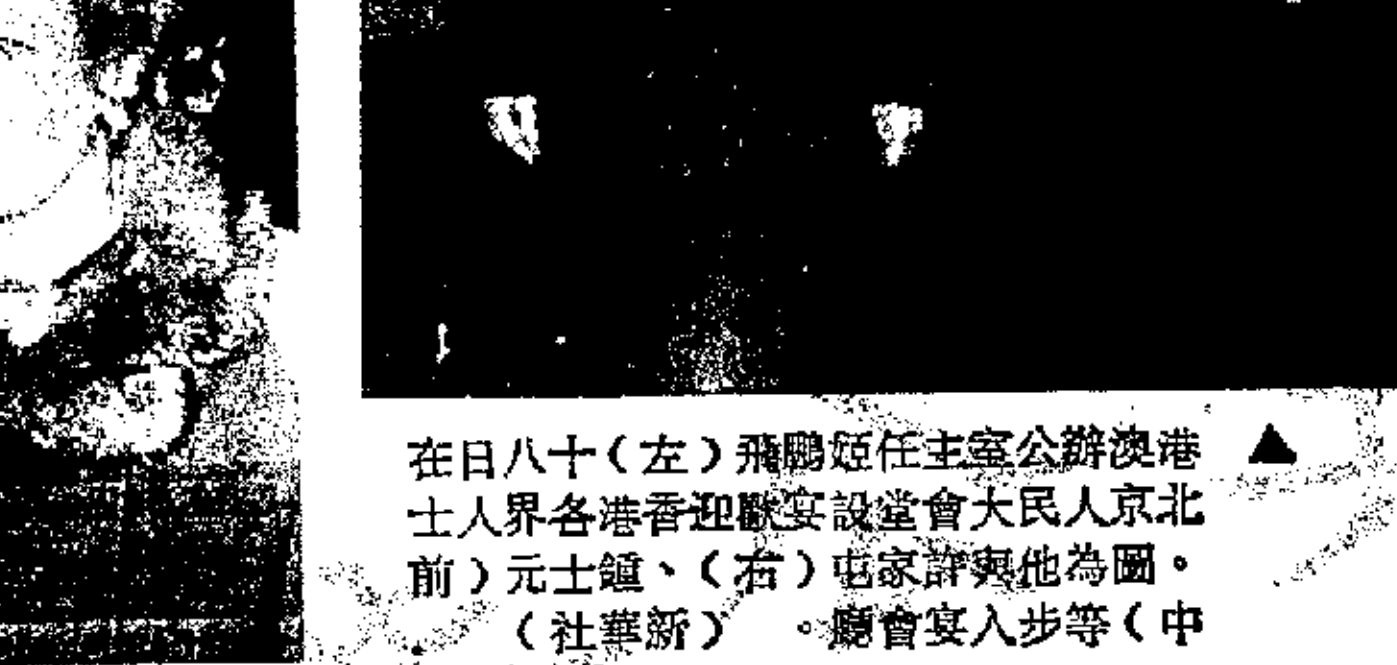 ▲港澳辦公室主任姬鵬飛(左)十八日在
北京人民大會堂設宴歡迎香港各界人士
。圖為他與許家屯(右)、鍾士元(前
中)等步入宴會廳。 (新華社)